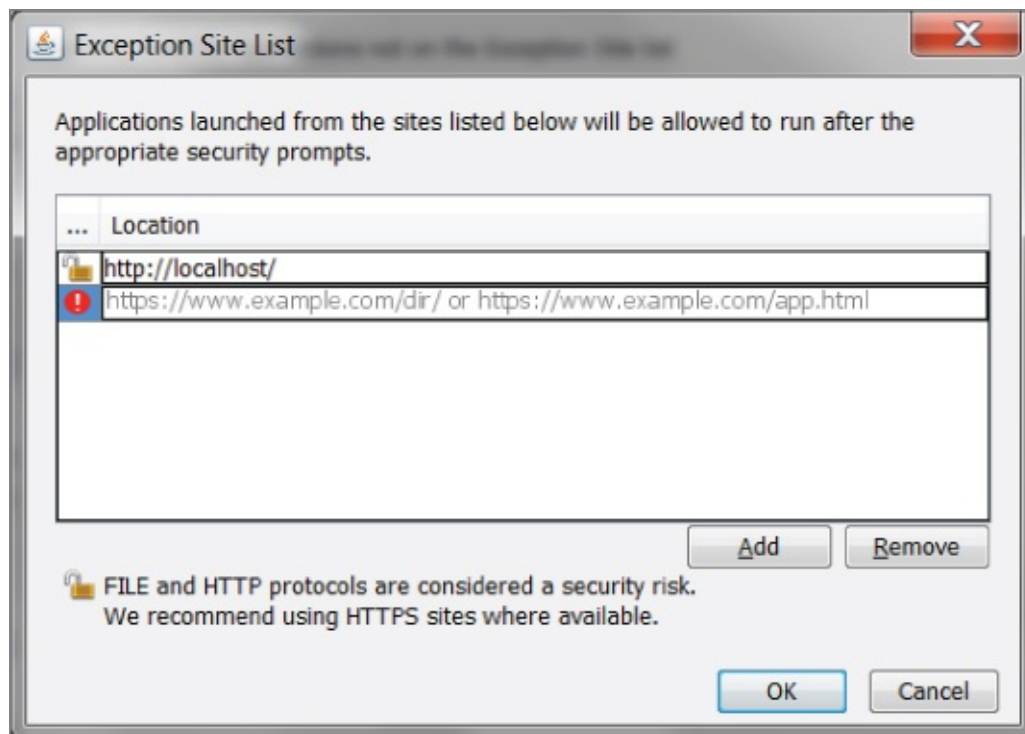 Exception Site List
Applications launched from the sites listed below will be allowed to run after the
appropriate security prompts.
... Location
http://localhost/
https://www.example.com/dir/ or https://www.example.com/app.html
Add Remove
FILE and HTTP protocols are considered a security risk.
We recommend using HTTPS sites where available.
OK Cancel